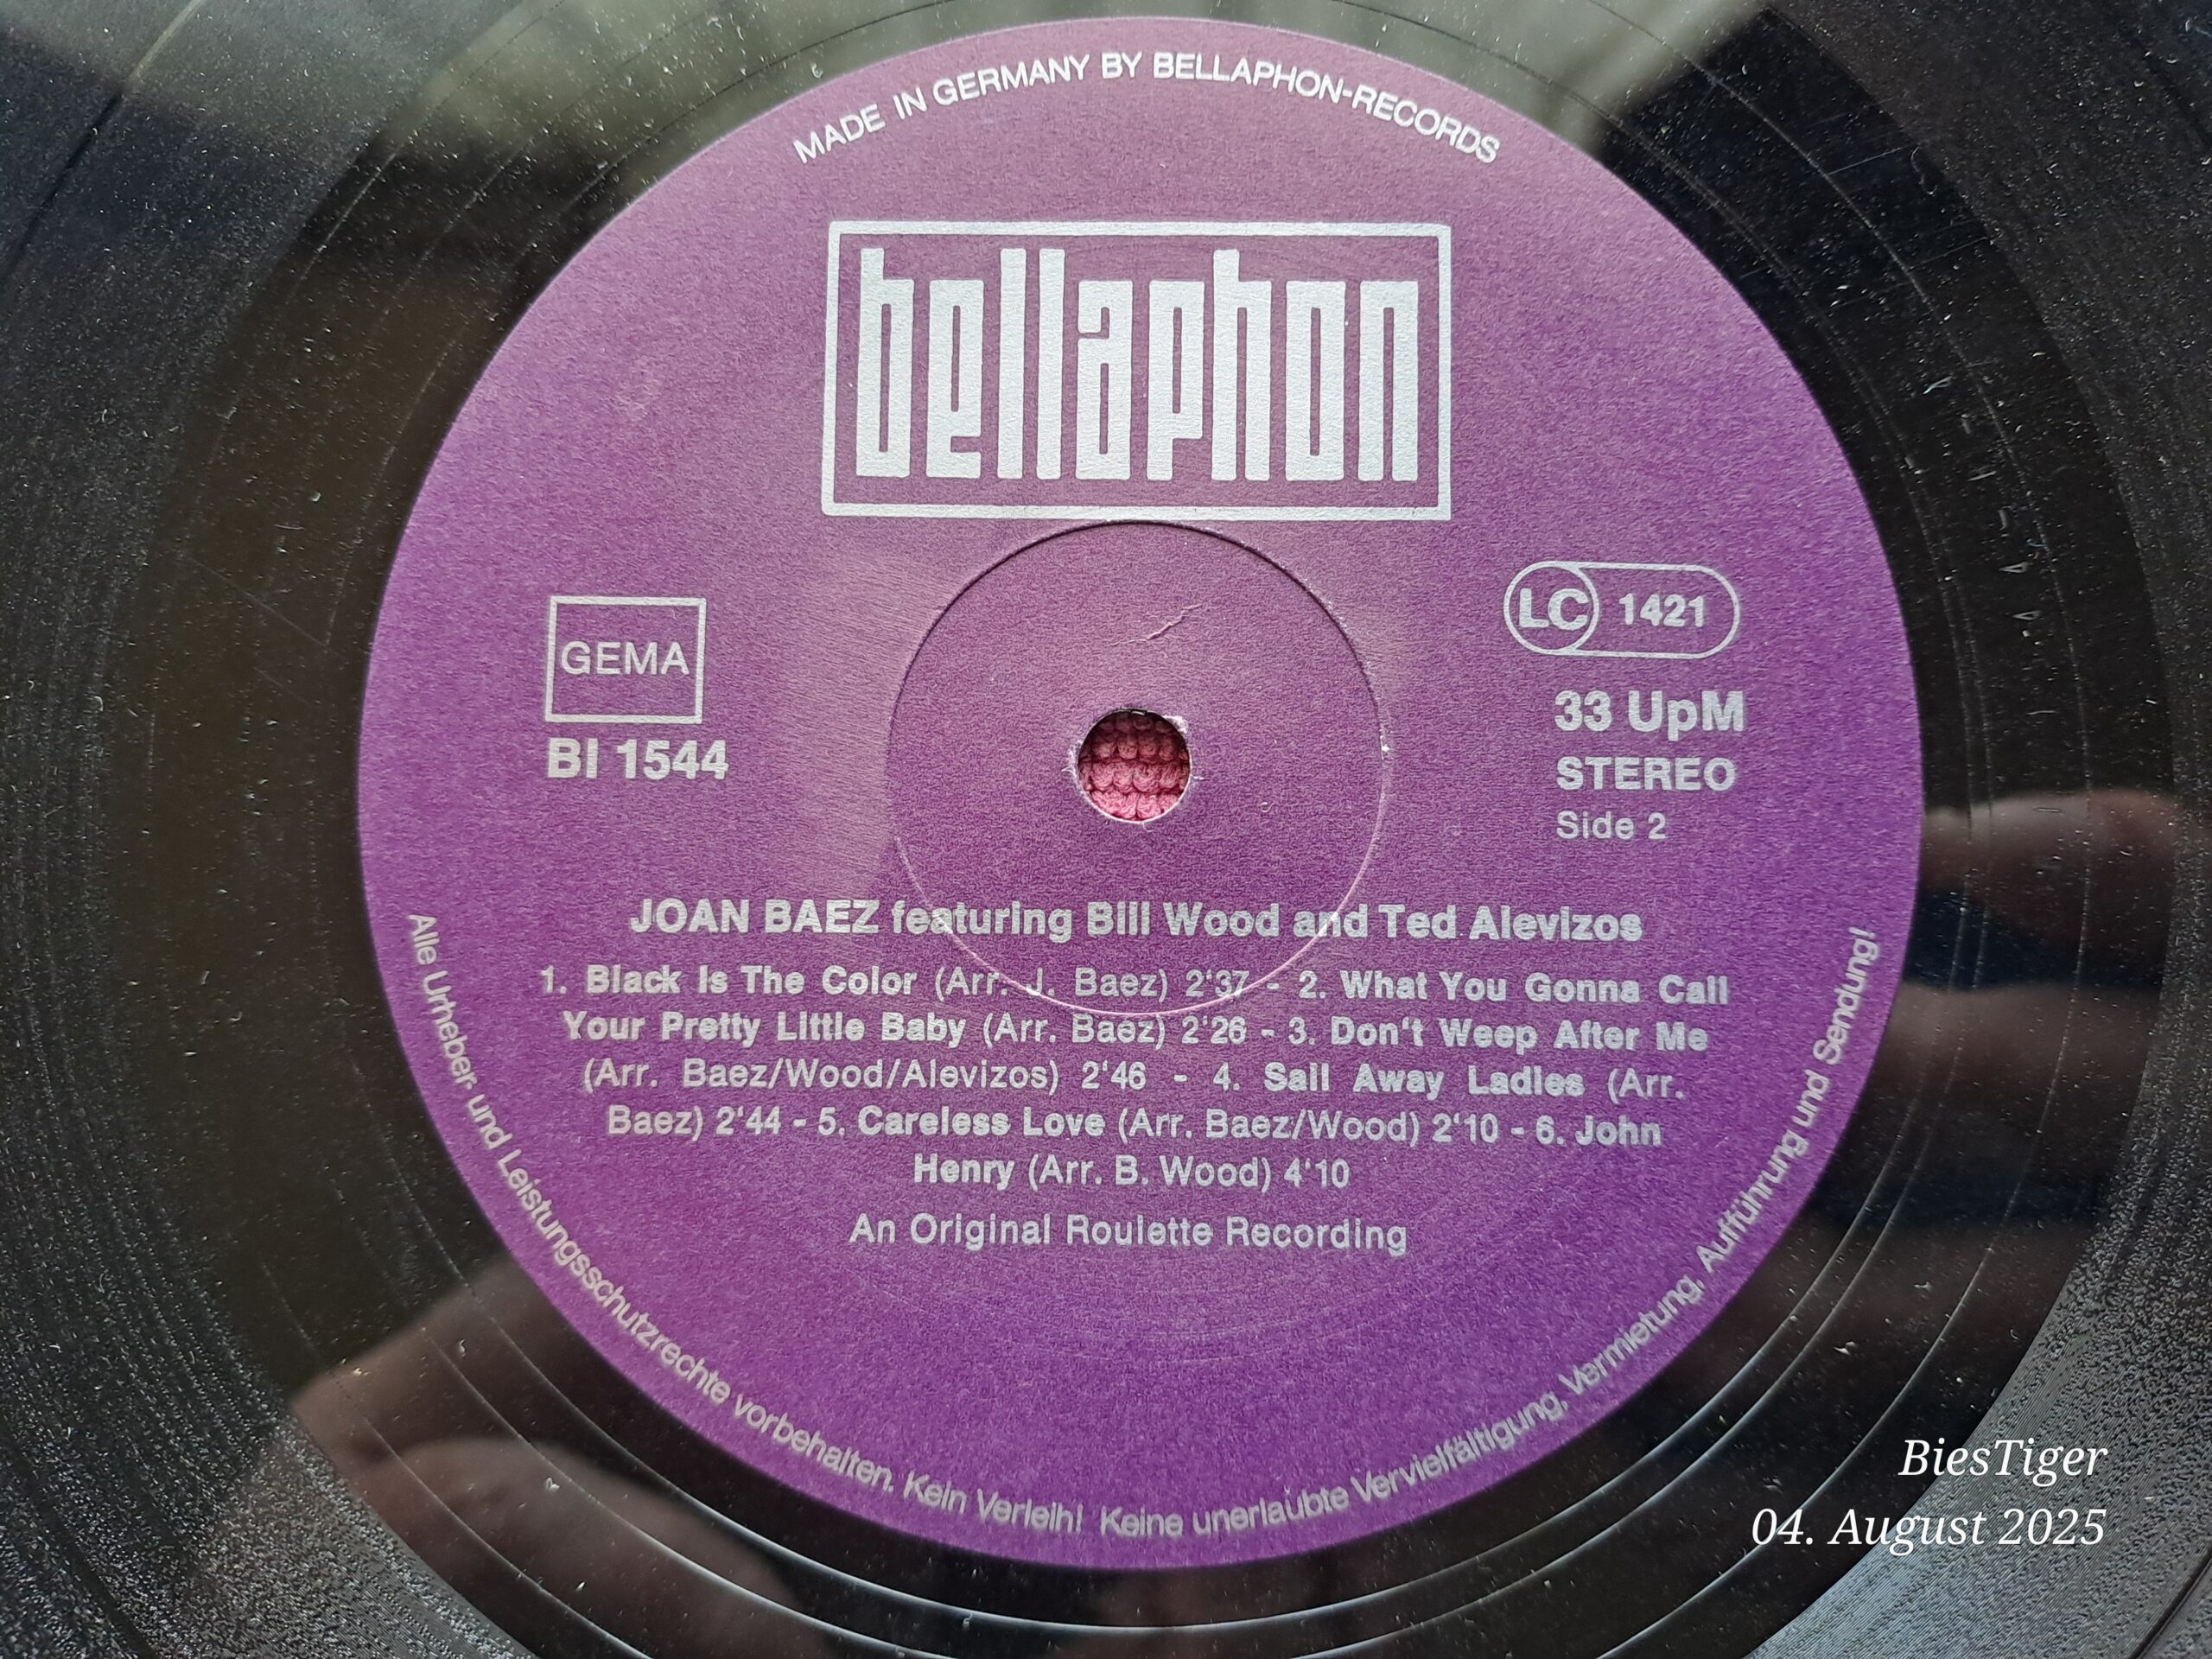 MADE IN GERMANY BY BELLAPHON-RECORDS
bellaphon
GEMA
BI 1544
LC 1421
33 UpM
STEREO
Side 2
JOAN BAEZ featuring Bill Wood and Ted Alevizos
1. Black Is The Color (Arr. J. Baez) 2'37 - 2. What You Gonna Call
Your Pretty Little Baby (Arr. Baez) 2'26 - 3. Don't Weep After Me
(Arr. Baez/Wood/Alevizos) 2'46 - 4. Sail Away Ladies (Arr.
Baez) 2'44 - 5. Careless Love (Arr. Baez/Wood) 2'10 - 6. John
Henry (Arr. B. Wood) 4'10
An Original Roulette Recording
Alle Urheber- und Leistungsschutzrechte vorbehalten. Kein Verleih! Keine unerlaubte Vervielfältigung, Vermietung, Aufführung und Sendung!
BiesTiger
04. August 2025